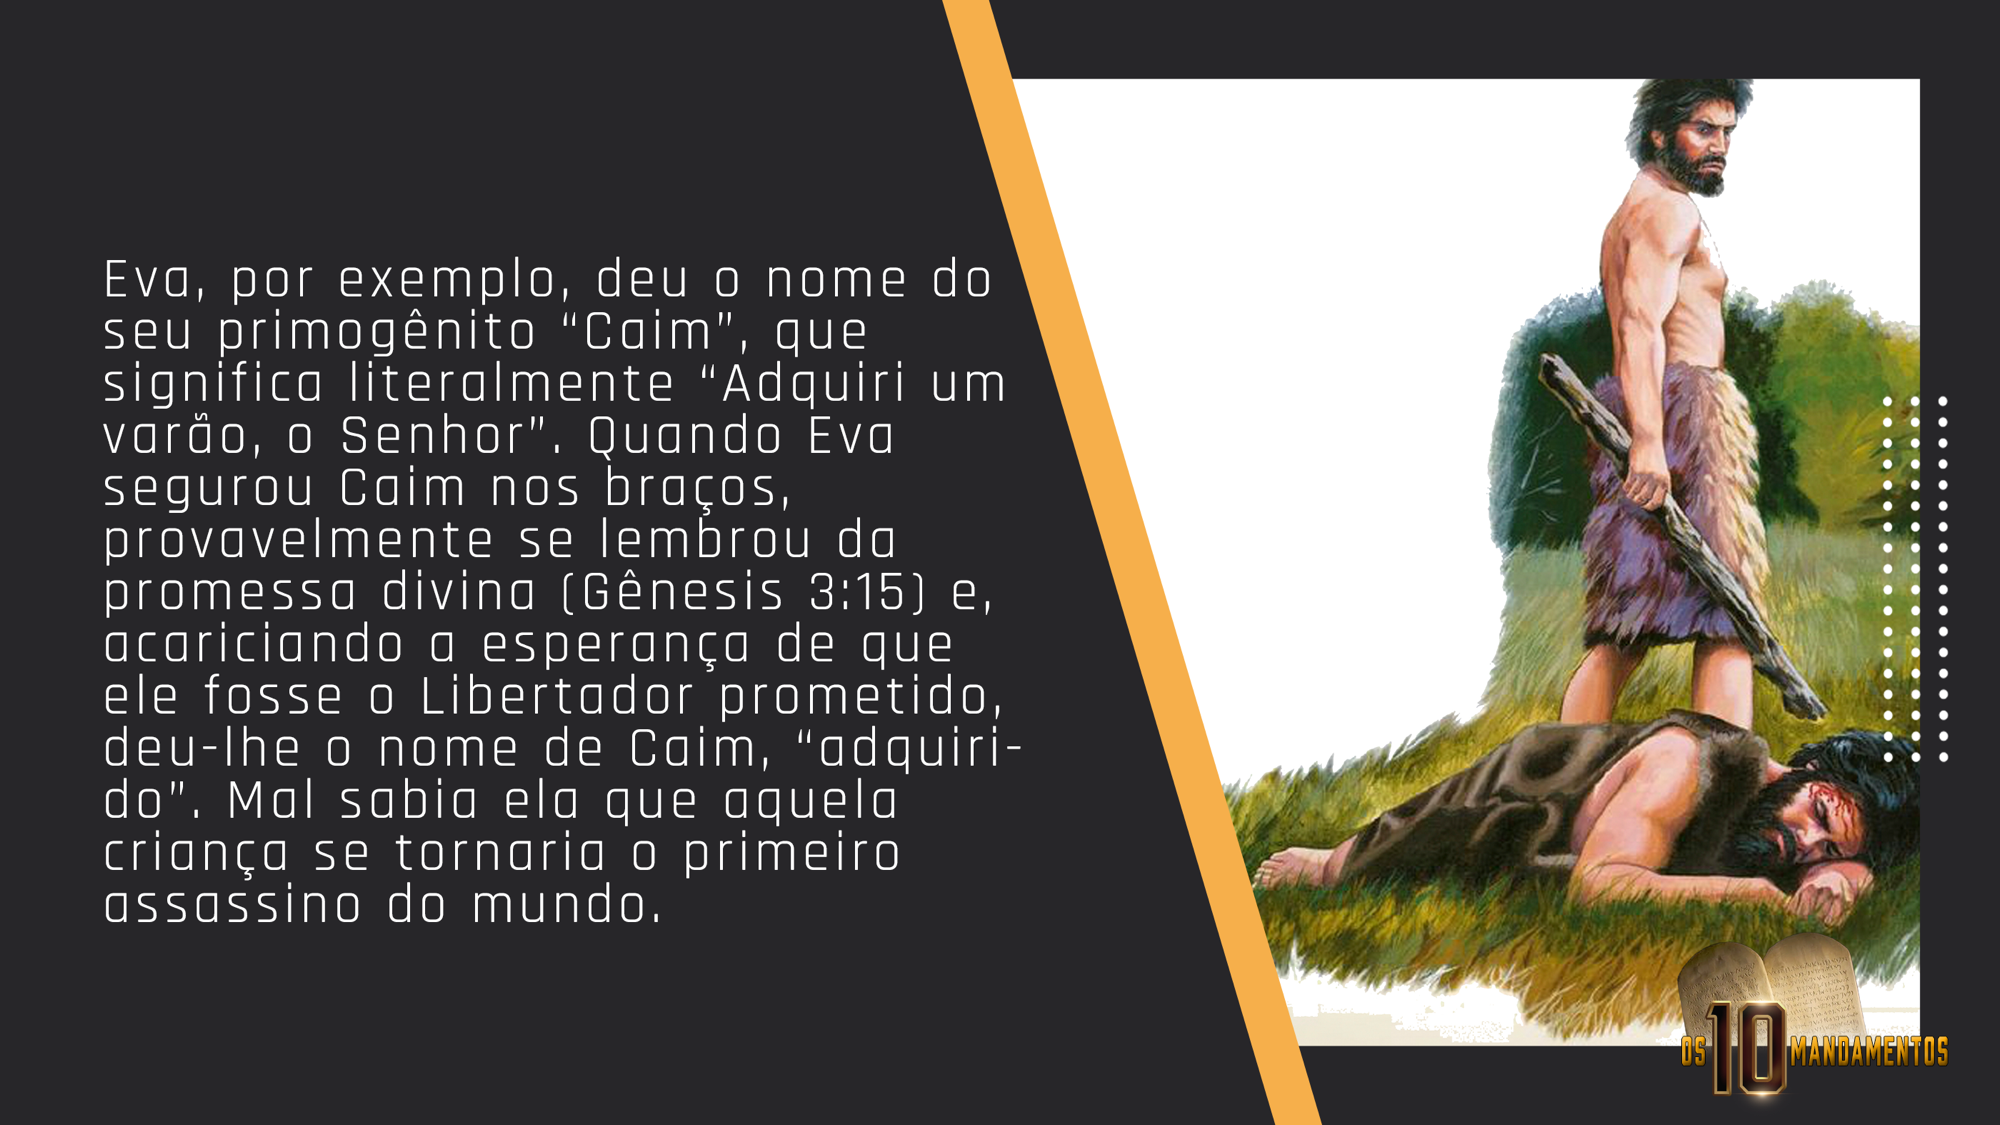 Eva, por exemplo, deu o nome do
seu primogênito “Caim”, que
significa literalmente “Adquiri um
varão, o Senhor”. Quando Eva
segurou Caim nos braços,
provavelmente se lembrou da
promessa divina (Gênesis 3:15) e,
acariciando a esperança de que
ele fosse o Libertador prometido,
deu-lhe o nome de Caim, “adquiri-
do”. Mal sabia ela que aquela
criança se tornaria o primeiro
assassino do mundo.
OS 10 MANDAMENTOS